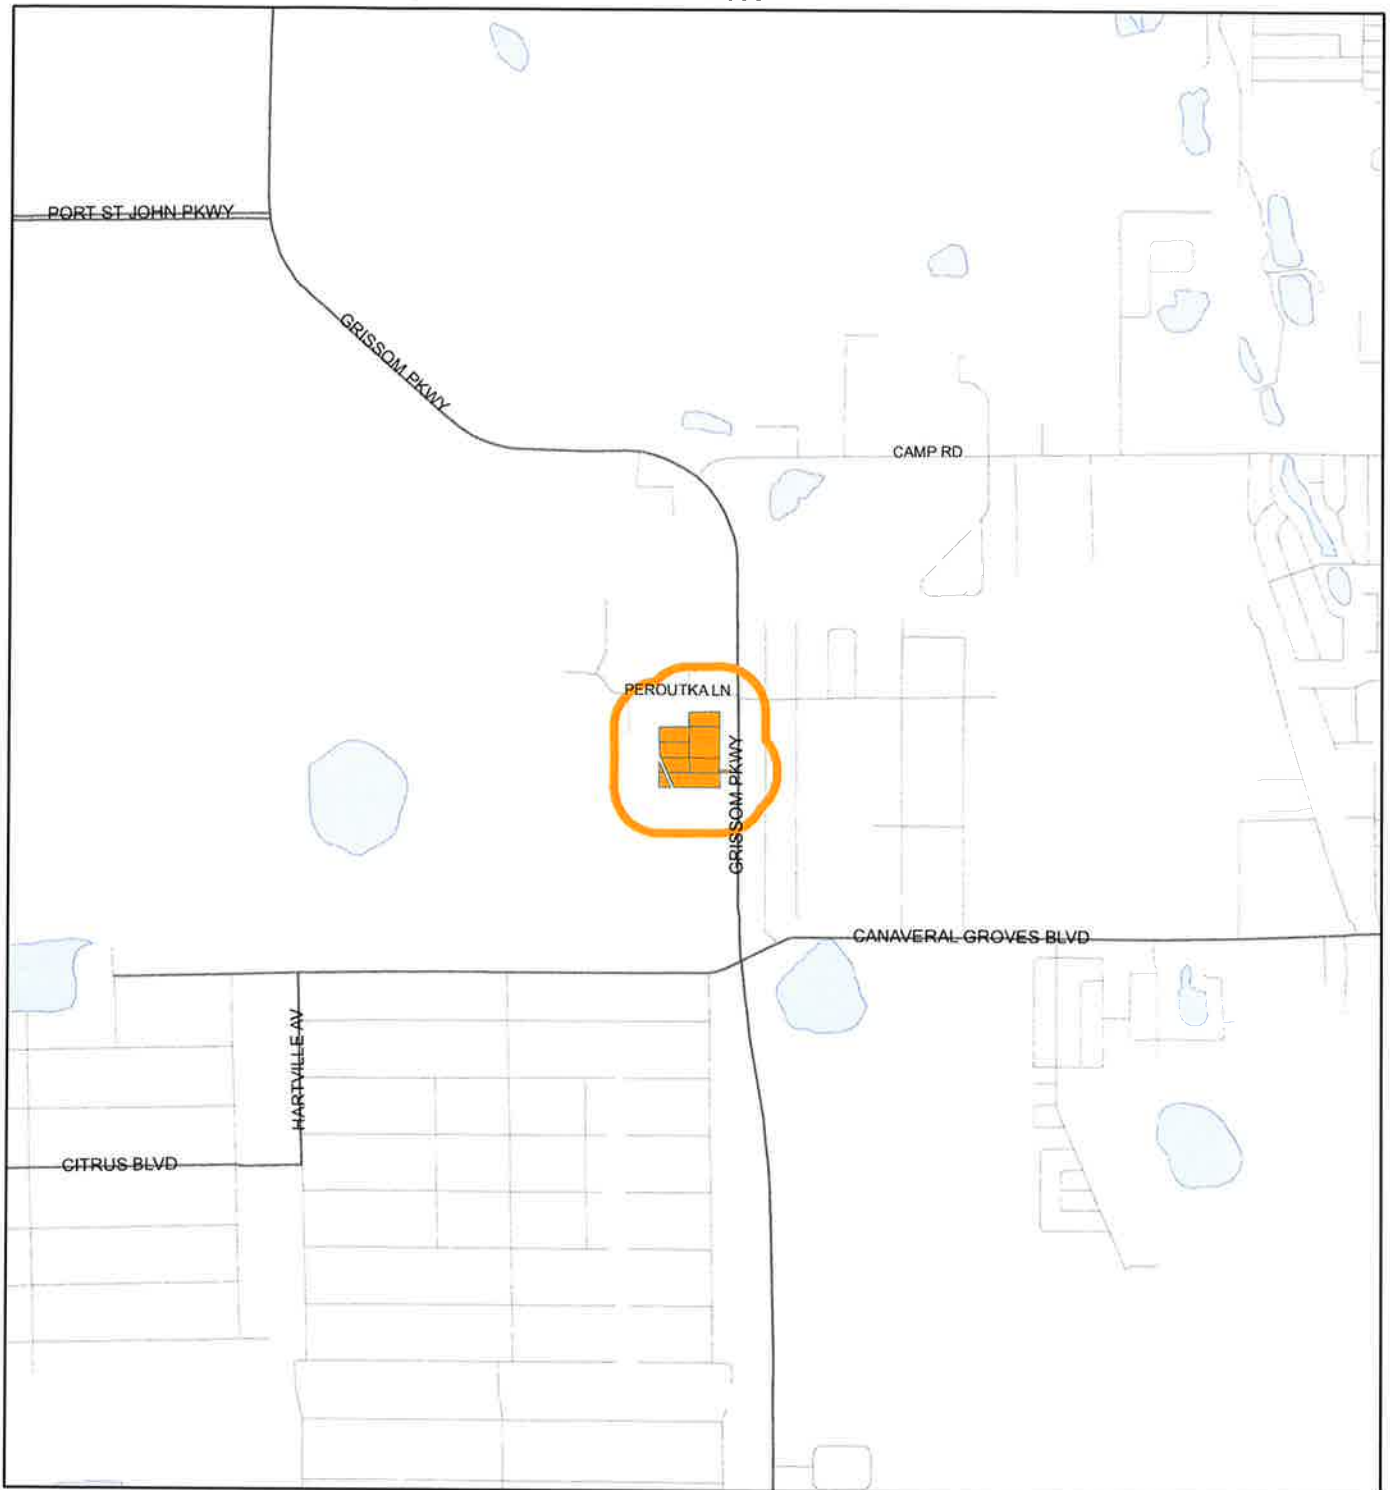 PORT ST JOHN PKWY
GRISSOM PKWY
CAMP RD
PEROUTKA LN
GRISSOM PKWY
CANAVERAL GROVES BLVD
HARTVILLE AV
CITRUS BLVD